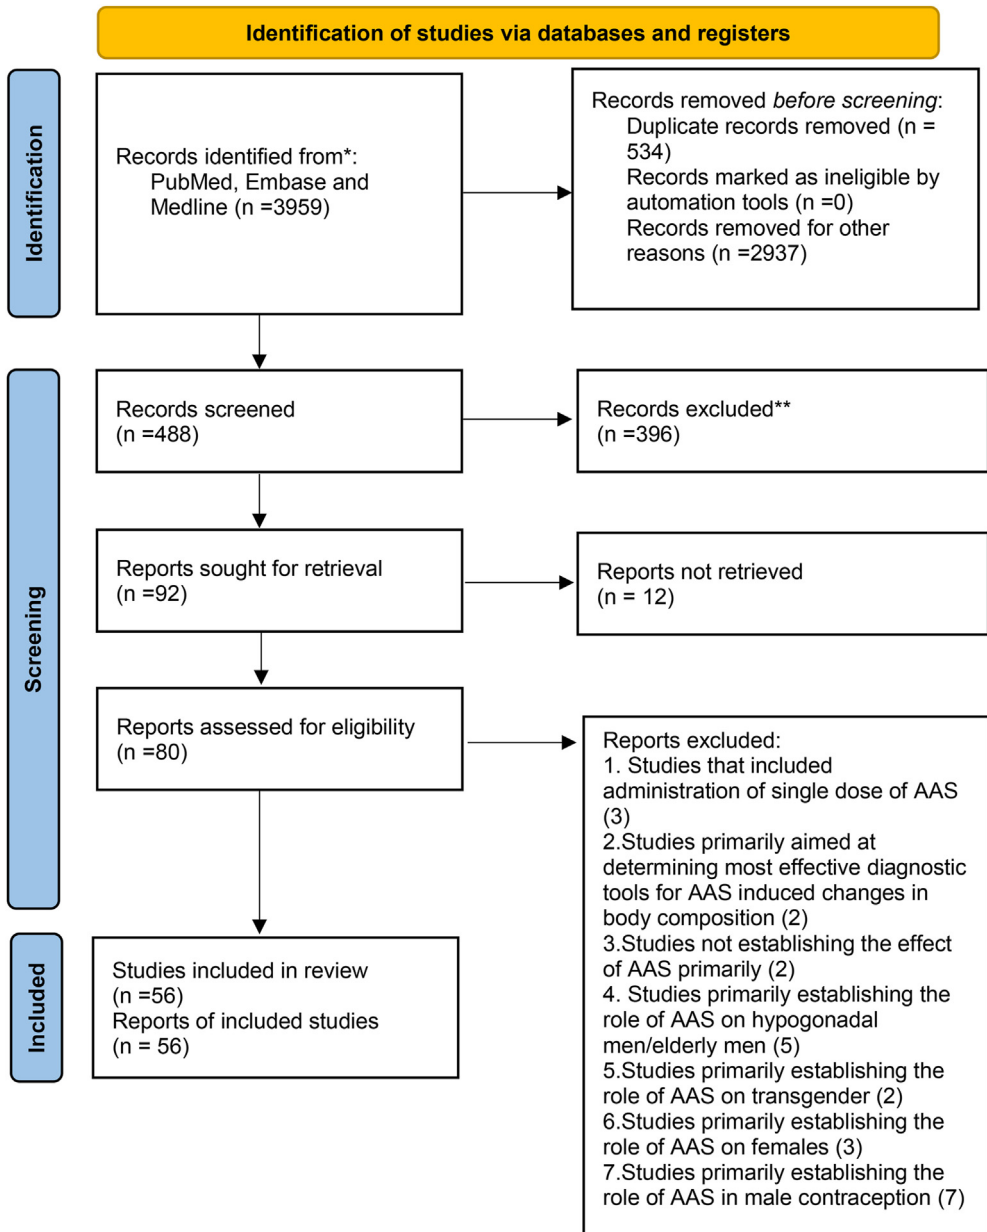 Identification of studies via databases and registers
Identification
Records identified from*:
PubMed, Embase and
Medline (n =3959)
Records removed before screening:
Duplicate records removed (n =
534)
Records marked as ineligible by
automation tools (n =0)
Records removed for other
reasons (n =2937)
Screening
Records screened
(n =488)
Records excluded**
(n =396)
Reports sought for retrieval
(n =92)
Reports not retrieved
(n = 12)
Reports assessed for eligibility
(n =80)
Reports excluded:
1. Studies that included
administration of single dose of AAS
(3)
2.Studies primarily aimed at
determining most effective diagnostic
tools for AAS induced changes in
body composition (2)
3.Studies not establishing the effect
of AAS primarily (2)
4. Studies primarily establishing the
role of AAS on hypogonadal
men/elderly men (5)
5.Studies primarily establishing the
role of AAS on transgender (2)
6.Studies primarily establishing the
role of AAS on females (3)
7.Studies primarily establishing the
role of AAS in male contraception (7)
Included
Studies included in review
(n =56)
Reports of included studies
(n = 56)